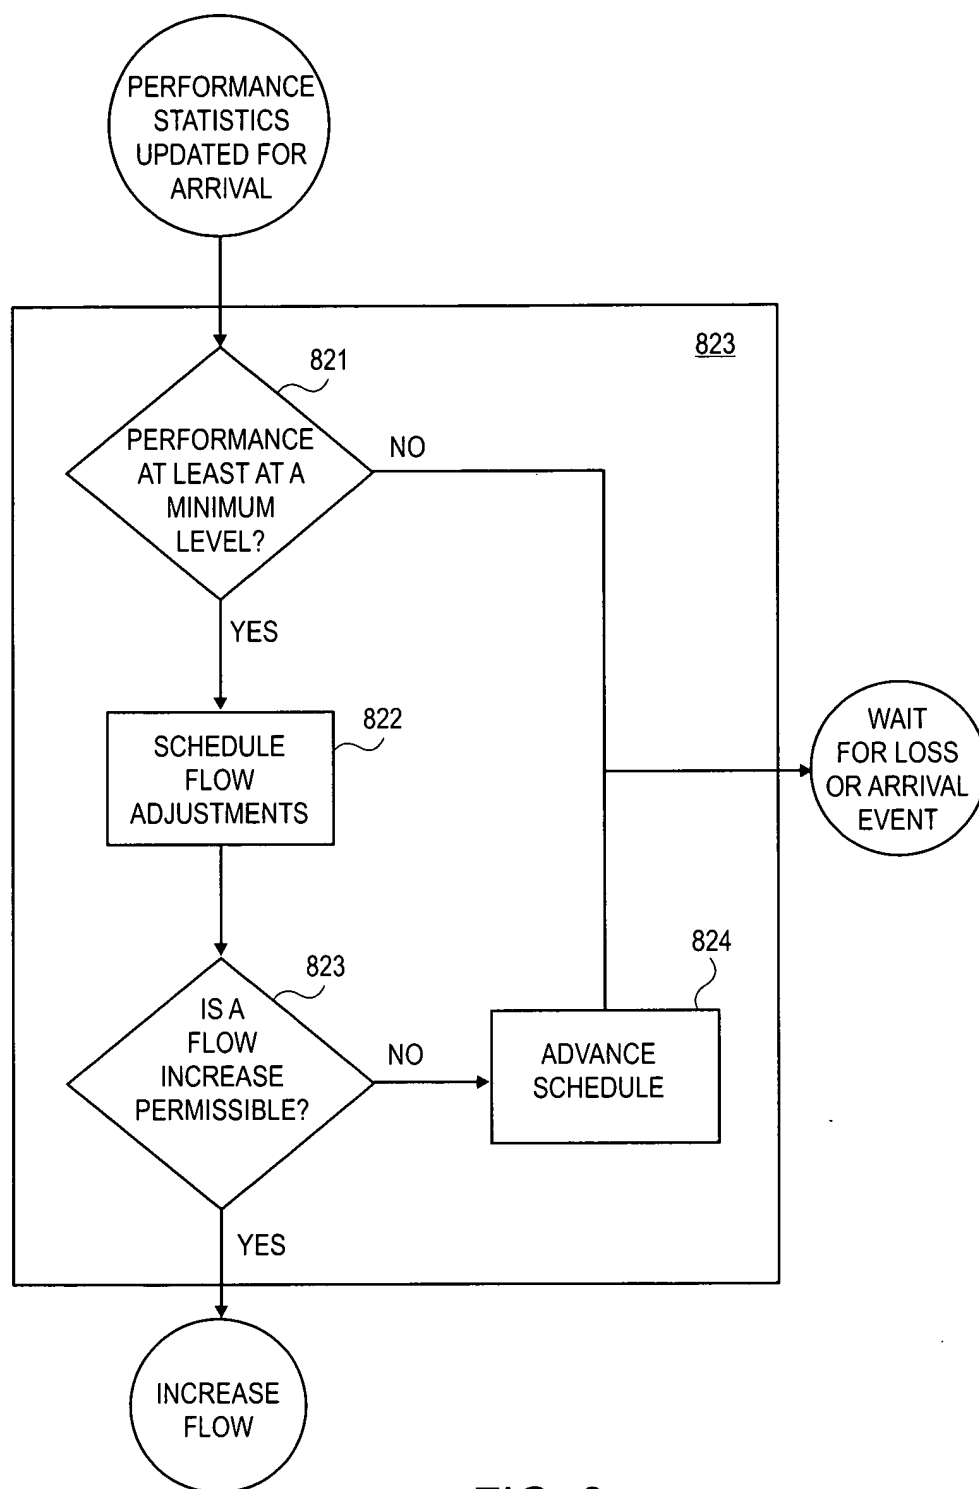 PERFORMANCE
STATISTICS
UPDATED FOR
ARRIVAL
823
821
PERFORMANCE
AT LEAST AT A
MINIMUM
LEVEL?
NO
YES
822
SCHEDULE
FLOW
ADJUSTMENTS
WAIT
FOR LOSS
OR ARRIVAL
EVENT
823
IS A
FLOW
INCREASE
PERMISSIBLE?
NO
824
ADVANCE
SCHEDULE
YES
INCREASE
FLOW